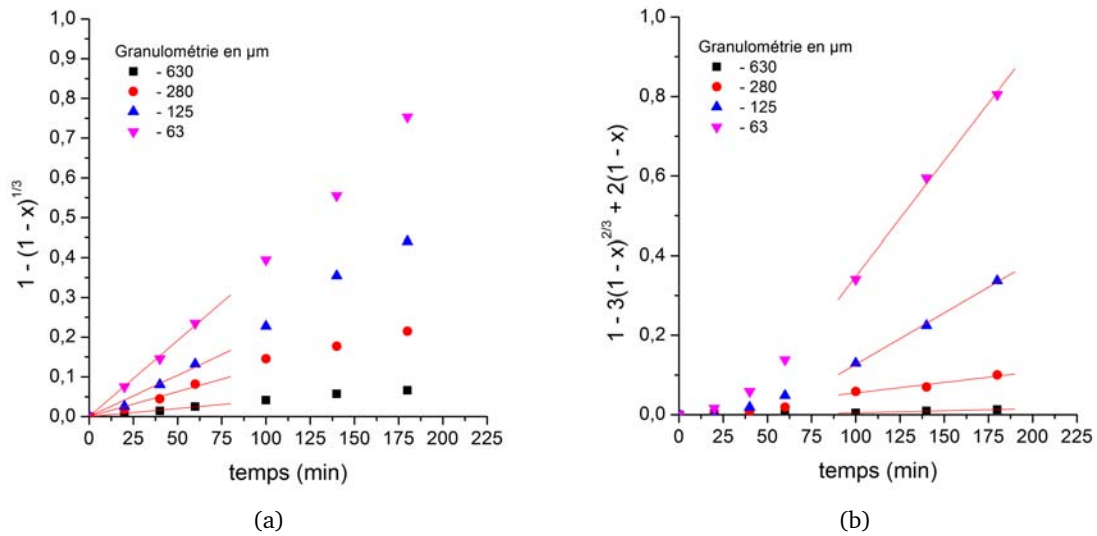 1,0
0,9
0,8
0,7
0,6
0,5
0,4
0,3
0,2
0,1
0,0
1 - (1 - x)^{1/3}
Granulométrie en µm
- 630
- 280
- 125
- 63
0 25 50 75 100 125 150 175 200 225
temps (min)
(a)
1,0
0,8
0,6
0,4
0,2
0,0
1 - 3(1 - x)^{2/3} + 2(1 - x)
Granulométrie en µm
- 630
- 280
- 125
- 63
0 25 50 75 100 125 150 175 200 225
temps (min)
(b)